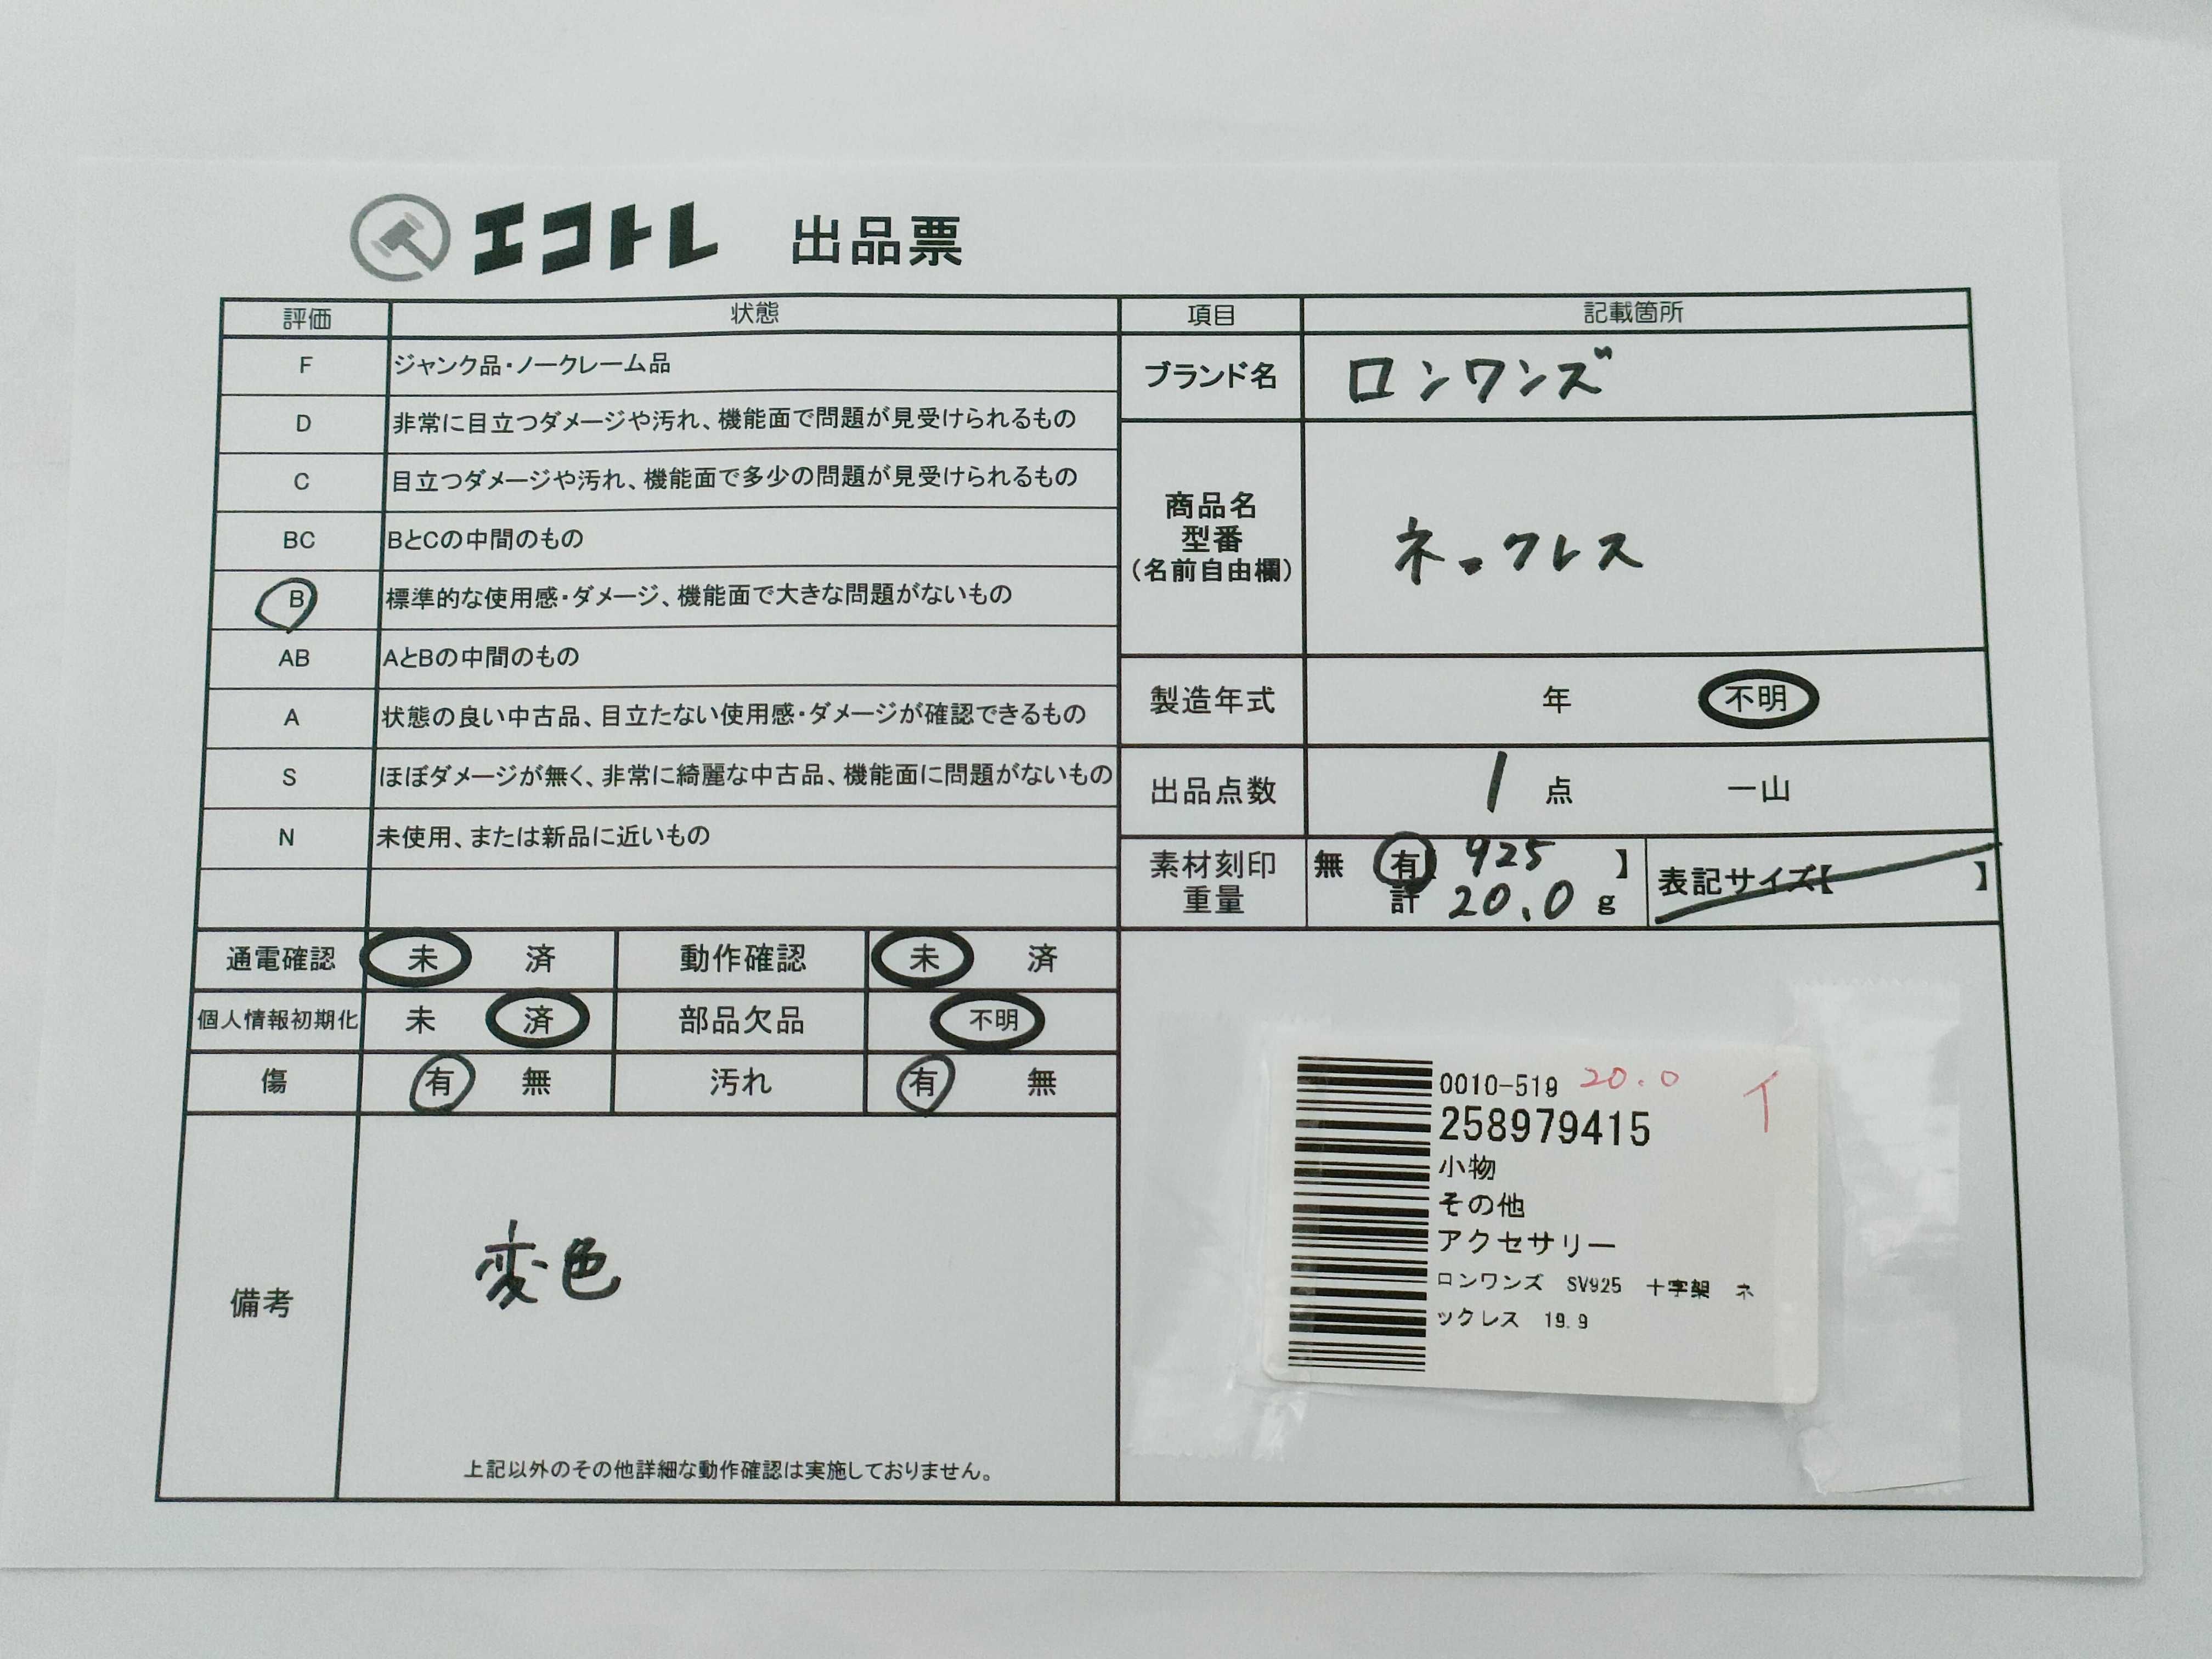 エコトレ 出品票
評価 状態
F ジャンク品・ノークレーム品
D 非常に目立つダメージや汚れ、機能面で問題が見受けられるもの
C 目立つダメージや汚れ、機能面で多少の問題が見受けられるもの
BC BとCの中間のもの
B 標準的な使用感・ダメージ、機能面で大きな問題がないもの
AB AとBの中間のもの
A 状態の良い中古品、目立たない使用感・ダメージが確認できるもの
S ほぼダメージが無く、非常に綺麗な中古品、機能面に問題がないもの
N 未使用、または新品に近いもの
通電確認 未 済 動作確認 未 済
個人情報初期化 未 済 部品欠品 不明
傷 有 無 汚れ 有 無
備考
変色
上記以外のその他詳細な動作確認は実施しておりません。
項目 記載箇所
ブランド名 ロンワンズ
商品名
型番
(名前自由欄)
ネックレス
製造年式 年 不明
出品点数 1 点 一山
素材刻印 無 有 925 】
重量 計 20.0 g
表記サイズ【 】
0010-519 20.0 イ
258979415
小物
その他
アクセサリー
ロンワンズ SV925 十字架 ネ
ックレス 19.9